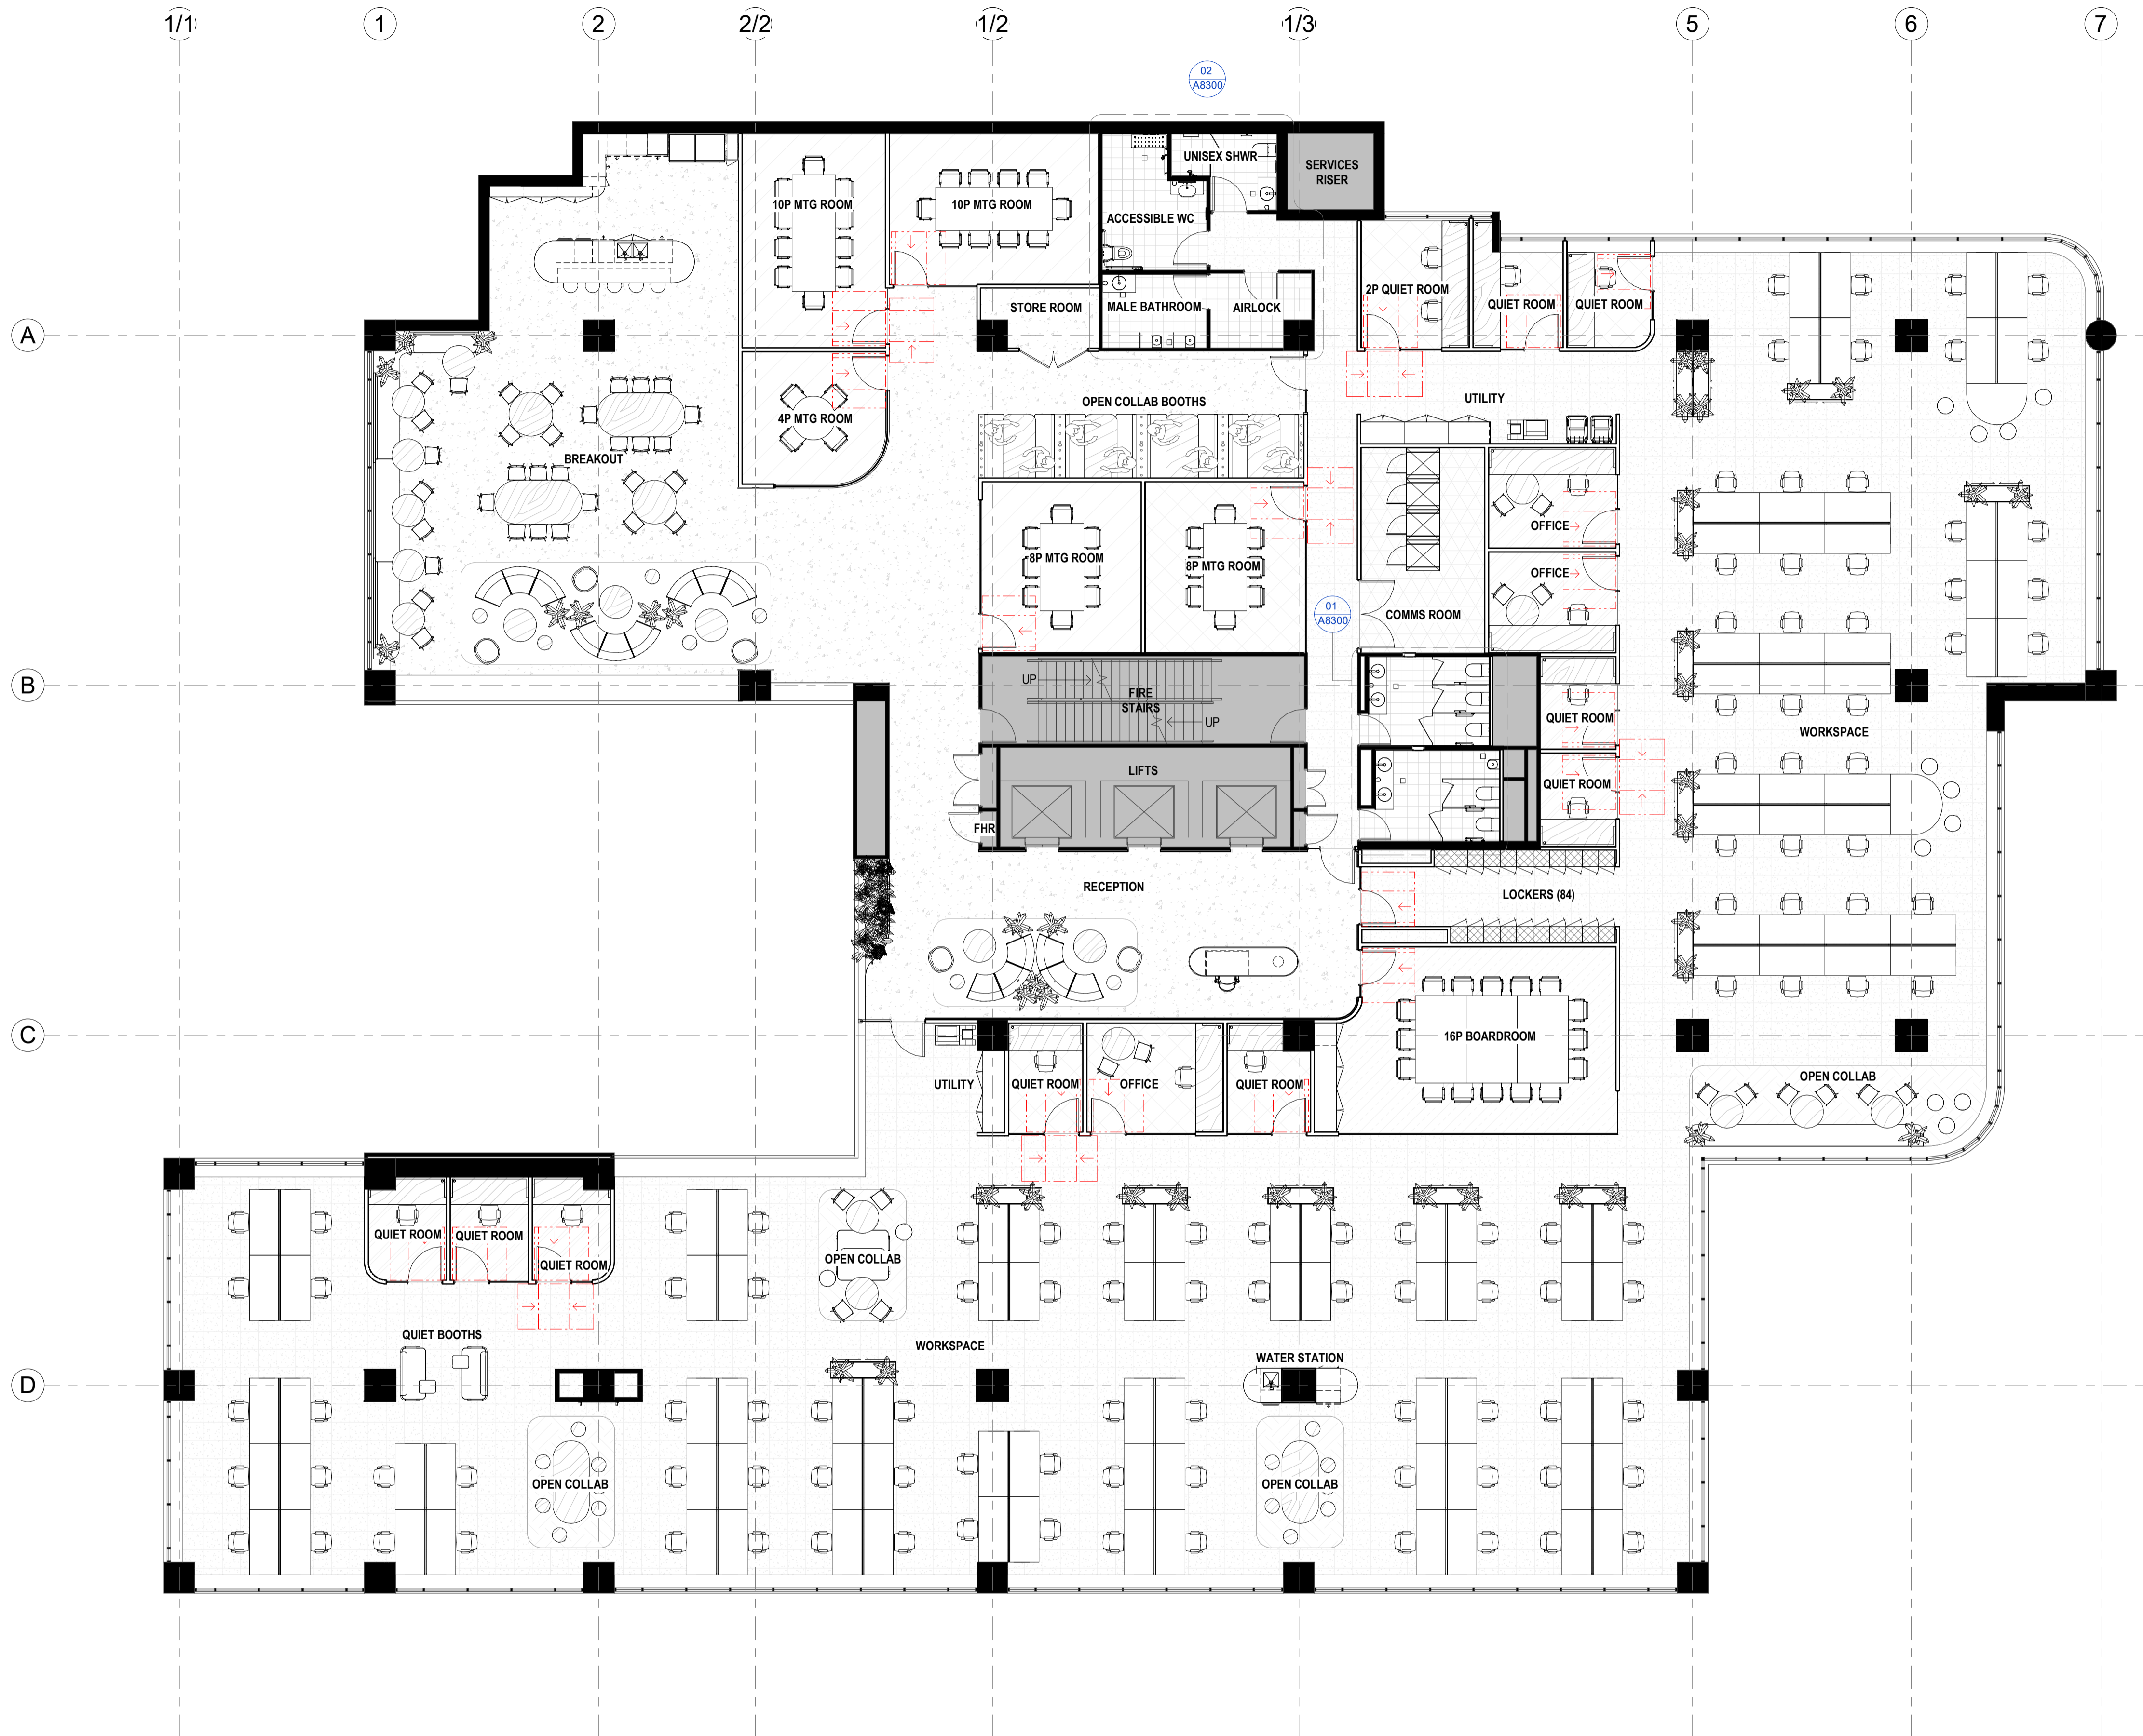 1/1
1
2
2/2
1/2
1/3
5
6
7
02
A8300
UNISEX SHWR
SERVICES
RISER
10P MTG ROOM
10P MTG ROOM
ACCESSIBLE WC
2P QUIET ROOM
QUIET ROOM
QUIET ROOM
STORE ROOM
MALE BATHROOM
AIRLOCK
A
OPEN COLLAB BOOTHS
UTILITY
4P MTG ROOM
BREAKOUT
OFFICE
8P MTG ROOM
8P MTG ROOM
OFFICE
01
A8300
COMMS ROOM
B
UP
FIRE
STAIRS
UP
QUIET ROOM
WORKSPACE
LIFTS
QUIET ROOM
FHR
RECEPTION
LOCKERS (84)
C
16P BOARDROOM
UTILITY
QUIET ROOM
OFFICE
QUIET ROOM
OPEN COLLAB
QUIET ROOM
QUIET ROOM
QUIET ROOM
OPEN COLLAB
QUIET BOOTHS
WORKSPACE
WATER STATION
D
OPEN COLLAB
OPEN COLLAB